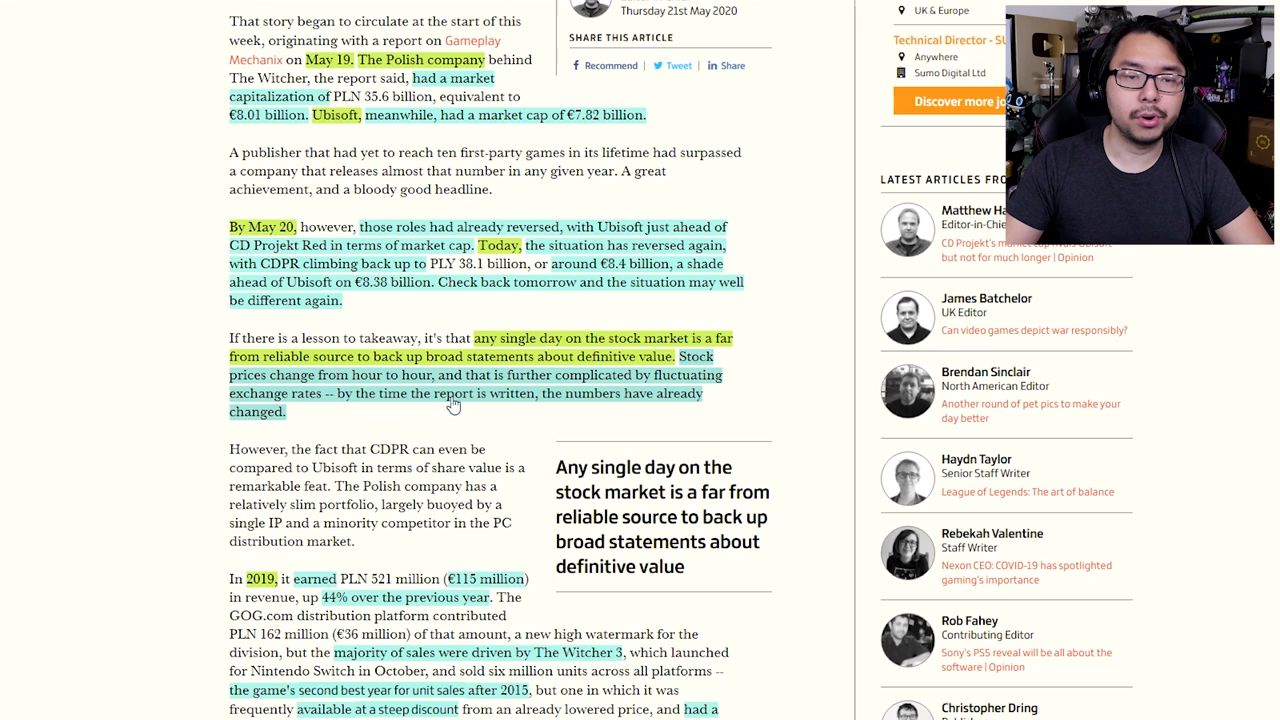 That story began to circulate at the start of this
week, originating with a report on Gameplay
Mechanix on May 19. The Polish company behind
The Witcher, the report said, had a market
capitalization of PLN 35.6 billion, equivalent to
€8.01 billion. Ubisoft, meanwhile, had a market cap of €7.82 billion.
A publisher that had yet to reach ten first-party games in its lifetime had surpassed
a company that releases almost that number in any given year. A great
achievement, and a bloody good headline.
By May 20, however, those roles had already reversed, with Ubisoft just ahead of
CD Projekt Red in terms of market cap. Today, the situation has reversed again,
with CDPR climbing back up to PLY 38.1 billion, or around €8.4 billion, a shade
ahead of Ubisoft on €8.38 billion. Check back tomorrow and the situation may well
be different again.
If there is a lesson to takeaway, it's that any single day on the stock market is a far
from reliable source to back up broad statements about definitive value. Stock
prices change from hour to hour, and that is further complicated by fluctuating
exchange rates -- by the time the report is written, the numbers have already
changed.
However, the fact that CDPR can even be
compared to Ubisoft in terms of share value is a
remarkable feat. The Polish company has a
relatively slim portfolio, largely buoyed by a
single IP and a minority competitor in the PC
distribution market.
In 2019, it earned PLN 521 million (€115 million)
in revenue, up 44% over the previous year. The
GOG.com distribution platform contributed
PLN 162 million (€36 million) of that amount, a new high watermark for the
division, but the majority of sales were driven by The Witcher 3, which launched
for Nintendo Switch in October, and sold six million units across all platforms --
the game's second best year for unit sales after 2015, but one in which it was
frequently available at a steep discount from an already lowered price, and had a
Thursday 21st May 2020
SHARE THIS ARTICLE
Recommend
Tweet
Share
Any single day on the
stock market is a far from
reliable source to back up
broad statements about
definitive value
UK & Europe
Technical Director - SU
Anywhere
Sumo Digital Ltd
Discover more jo
LATEST ARTICLES FRO
Matthew Ha
Editor-in-Chie
CD Projekt's market cap rivals Ubisoft
but not for much longer | Opinion
James Batchelor
UK Editor
Can video games depict war responsibly?
Brendan Sinclair
North American Editor
Another round of pet pics to make your
day better
Haydn Taylor
Senior Staff Writer
League of Legends: The art of balance
Rebekah Valentine
Staff Writer
Nexon CEO: COVID-19 has spotlighted
gaming's importance
Rob Fahey
Contributing Editor
Sony's PS5 reveal will be all about the
software | Opinion
Christopher Dring